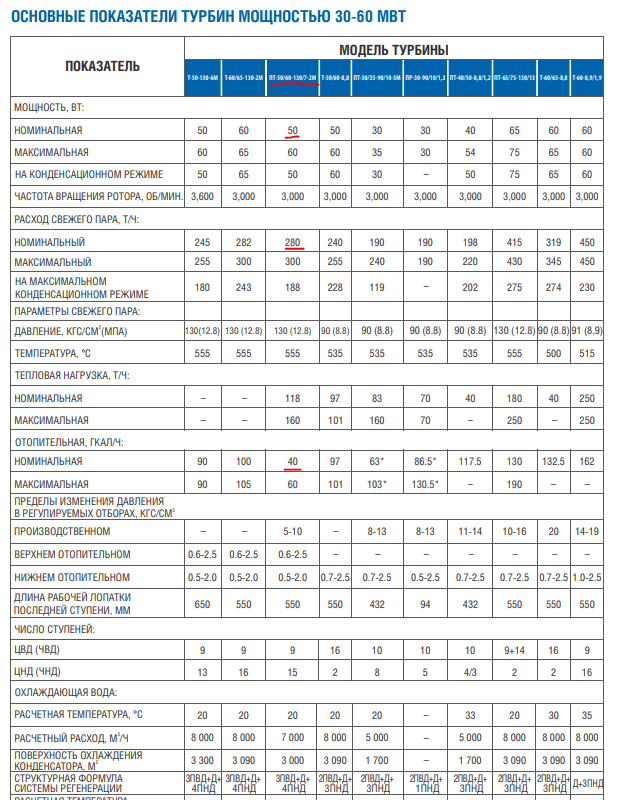 ОСНОВНЫЕ ПОКАЗАТЕЛИ ТУРБИН МОЩНОСТЬЮ 30-60 МВТ
ПОКАЗАТЕЛЬ
МОДЕЛЬ ТУРБИНЫ
Т-50-130-6М Т-60/65-130-2М ПТ-50/60-130/7-2М Т-50/60-8,8 ПТ-30/35-90/10-5М ПР-30-90/10/1,3 ПТ-40/50-8,8/1,2 ПТ-65/75-130/13 Т-60/65-8,8 Т-60-8,9/1,9
МОЩНОСТЬ, ВТ:
НОМИНАЛЬНАЯ 50 60 50 50 30 30 40 65 60 60
МАКСИМАЛЬНАЯ 60 65 60 60 35 30 54 75 65 60
НА КОНДЕНСАЦИОННОМ РЕЖИМЕ 50 65 50 60 30 – 50 75 65 60
ЧАСТОТА ВРАЩЕНИЯ РОТОРА, ОБ/МИН. 3,600 3,000 3,000 3,000 3,000 3,000 3,000 3,000 3,000 3,000
РАСХОД СВЕЖЕГО ПАРА, Т/Ч:
НОМИНАЛЬНЫЙ 245 282 280 240 190 190 198 415 319 450
МАКСИМАЛЬНЫЙ 255 300 300 255 240 190 220 430 345 450
НА МАКСИМАЛЬНОМ
КОНДЕНСАЦИОННОМ РЕЖИМЕ 180 243 188 228 119 – 202 275 274 230
ПАРАМЕТРЫ СВЕЖЕГО ПАРА:
ДАВЛЕНИЕ, КГС/СМ²(МПА) 130 (12.8) 130 (12.8) 130 (12.8) 90 (8.8) 90 (8.8) 90 (8.8) 90 (8.8) 130 (12.8) 90 (8.8) 91 (8,9)
ТЕМПЕРАТУРА, °С 555 555 555 535 535 535 535 555 500 515
ТЕПЛОВАЯ НАГРУЗКА, Т/Ч:
НОМИНАЛЬНАЯ – – 118 97 83 70 40 180 40 250
МАКСИМАЛЬНАЯ – – 160 101 160 70 – 250 – 250
ОТОПИТЕЛЬНАЯ, ГКАЛ/Ч:
НОМИНАЛЬНАЯ 90 100 40 97 63* 86.5* 117.5 130 132.5 162
МАКСИМАЛЬНАЯ 90 105 60 101 103* 130.5* – 190 – –
ПРЕДЕЛЫ ИЗМЕНЕНИЯ ДАВЛЕНИЯ
В РЕГУЛИРУЕМЫХ ОТБОРАХ, КГС/СМ²
ПРОИЗВОДСТВЕННОМ – – 5-10 – 8-13 8-13 11-14 10-16 20 14-19
ВЕРХНЕМ ОТОПИТЕЛЬНОМ 0.6-2.5 0.6-2.5 0.6-2.5 – – – – – – –
НИЖНЕМ ОТОПИТЕЛЬНОМ 0.5-2.0 0.5-2.0 0.5-2.0 0.7-2.5 0.7-2.5 0.5-2.5 0.7-2.5 0.7-2.5 0.7-2.5 1.0-2.5
ДЛИНА РАБОЧЕЙ ЛОПАТКИ
ПОСЛЕДНЕЙ СТУПЕНИ, ММ 650 550 550 550 432 94 432 550 550 550
ЧИСЛО СТУПЕНЕЙ:
ЦВД (ЧВД) 9 9 9 16 10 10 10 9+14 16 9
ЦНД (ЧНД) 13 16 15 2 8 5 4/3 2 2 16
ОХЛАЖДАЮЩАЯ ВОДА:
РАСЧЕТНАЯ ТЕМПЕРАТУРА, °С 20 20 20 20 20 – 33 20 30 35
РАСЧЕТНЫЙ РАСХОД, М³/Ч 8 000 8 000 7 000 8 000 5 000 – 5 000 8 000 8 000 8 000
ПОВЕРХНОСТЬ ОХЛАЖДЕНИЯ
КОНДЕНСАТОРА, М² 3 300 3 090 3 000 3 090 1 700 – 1 700 3 090 3 090 3 090
СТРУКТУРНАЯ ФОРМУЛА 3ПВД+Д+ 3ПВД+Д+ 3ПВД+Д+ 2ПВД+Д+ 2ПВД+Д+ 2ПВД+Д+ 2ПВД+Д+ 2ПВД+Д+ 2ПВД+Д+ Д+3ПНД
СИСТЕМЫ РЕГЕНЕРАЦИИ 4ПНД 4ПНД 4ПНД 3ПНД 3ПНД 1ПНД 3ПНД 3ПНД 3ПНД